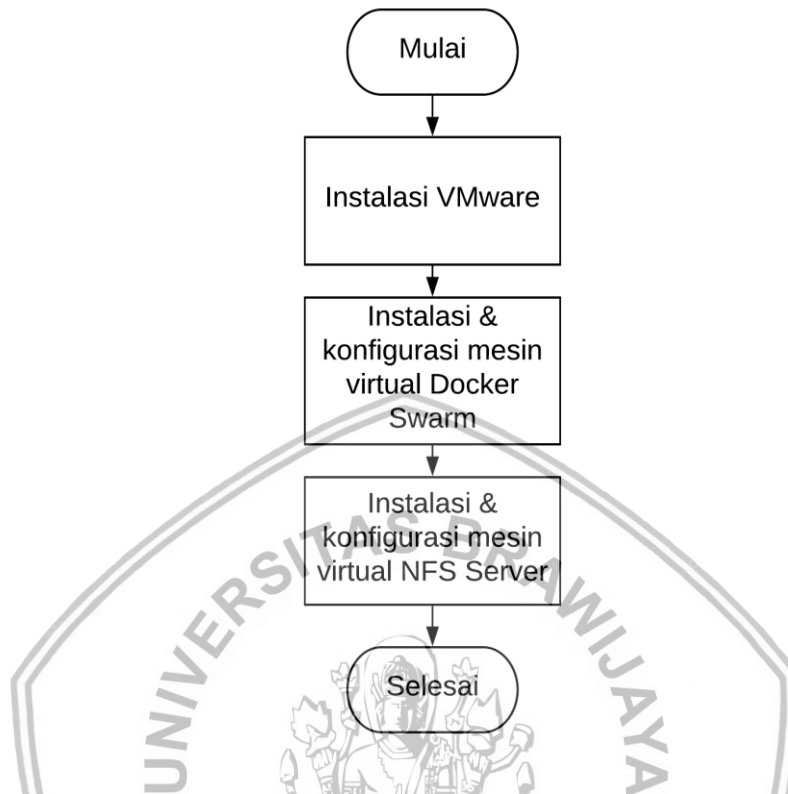 Mulai
Instalasi VMware
Instalasi &
konfigurasi mesin
virtual Docker
Swarm
Instalasi &
konfigurasi mesin
virtual NFS Server
Selesai
UNIVERSITAS BRAWIJAYA